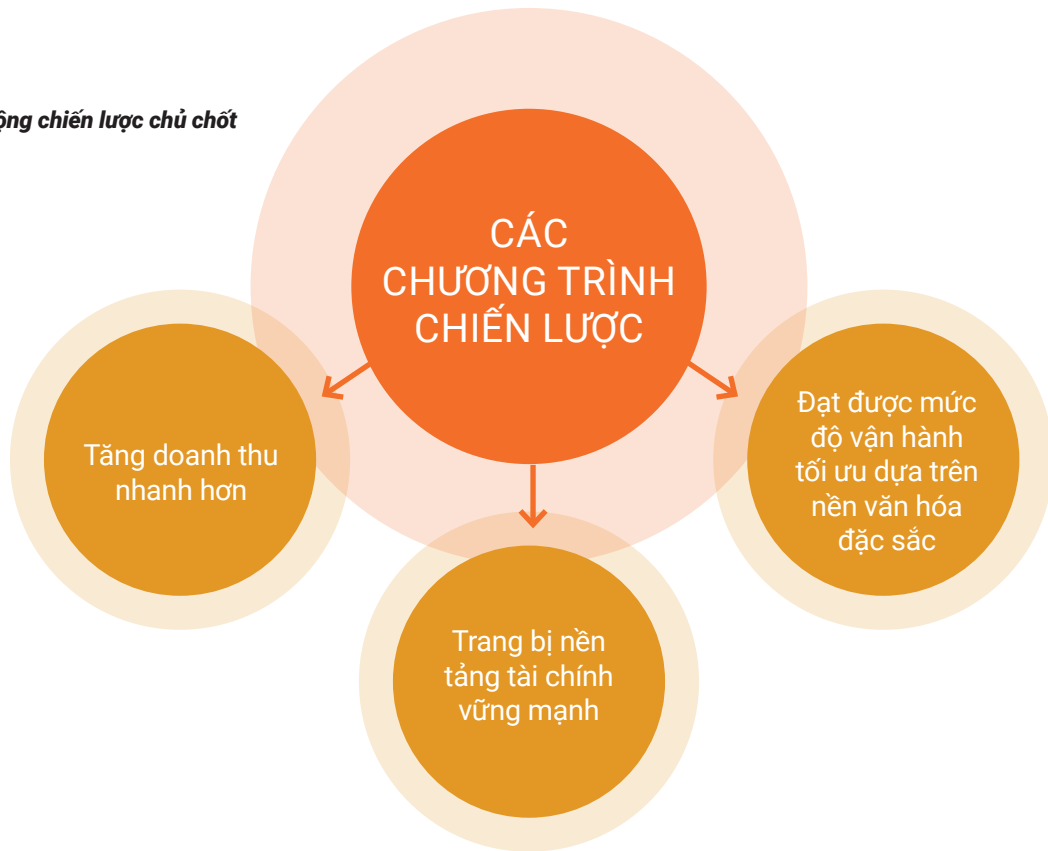 chiến lược chủ chốt
CÁC
CHƯƠNG TRÌNH
CHIẾN LƯỢC
Tăng doanh thu
nhanh hơn
Trang bị nền
tảng tài chính
vững mạnh
Đạt được mức
độ vận hành
tối ưu dựa trên
nền văn hóa
đặc sắc